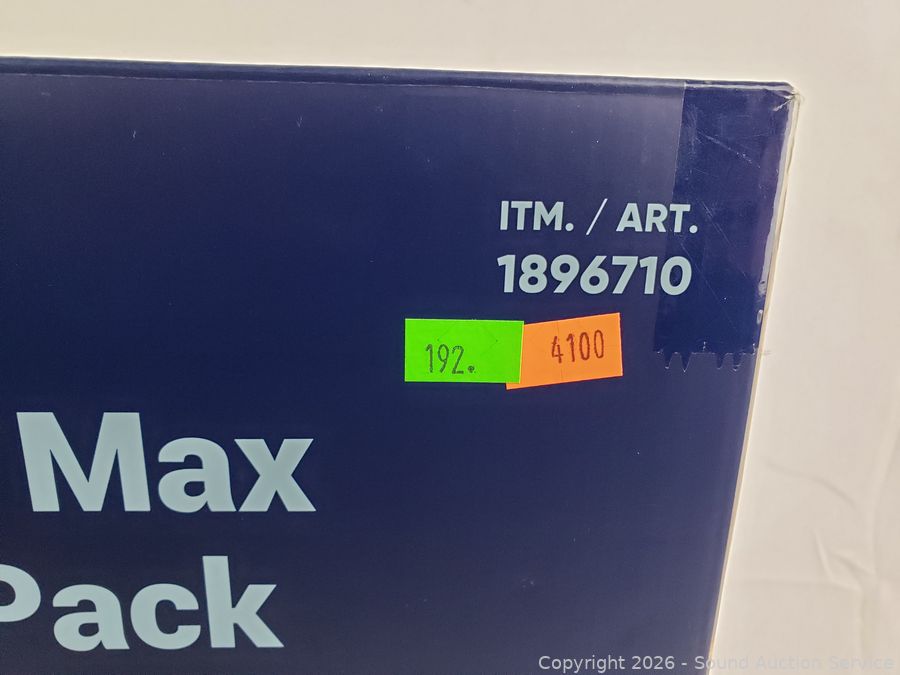 ITM. / ART.
1896710
192.
4100
Max
Pack
Copyright 2026 - Sound Auction Service